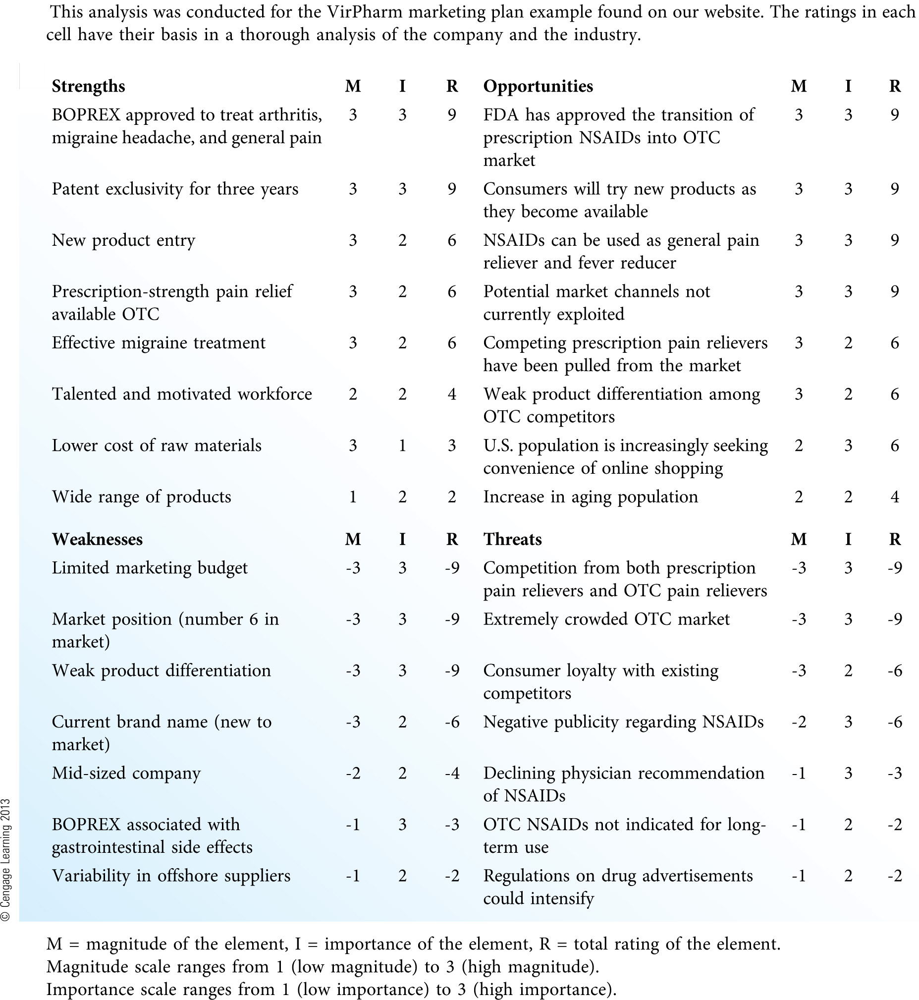 This analysis was conducted for the VirPharm marketing plan example found on our website. The ratings in each
cell have their basis in a thorough analysis of the company and the industry.
Strengths M I R Opportunities M I R
BOPREX approved to treat arthritis, 3 3 9 FDA has approved the transition of 3 3 9
migraine headache, and general pain prescription NSAIDs into OTC
market
Patent exclusivity for three years 3 3 9 Consumers will try new products as 3 3 9
they become available
New product entry 3 2 6 NSAIDs can be used as general pain 3 3 9
reliever and fever reducer
Prescription-strength pain relief 3 2 6 Potential market channels not 3 3 9
available OTC currently exploited
Effective migraine treatment 3 2 6 Competing prescription pain relievers 3 2 6
have been pulled from the market
Talented and motivated workforce 2 2 4 Weak product differentiation among 3 2 6
OTC competitors
Lower cost of raw materials 3 1 3 U.S. population is increasingly seeking 2 3 6
convenience of online shopping
Wide range of products 1 2 2 Increase in aging population 2 2 4
Weaknesses M I R Threats M I R
Limited marketing budget -3 3 -9 Competition from both prescription -3 3 -9
pain relievers and OTC pain relievers
Market position (number 6 in -3 3 -9 Extremely crowded OTC market -3 3 -9
market)
Weak product differentiation -3 3 -9 Consumer loyalty with existing -3 2 -6
competitors
Current brand name (new to -3 2 -6 Negative publicity regarding NSAIDs -2 3 -6
market)
Mid-sized company -2 2 -4 Declining physician recommendation -1 3 -3
of NSAIDs
BOPREX associated with -1 3 -3 OTC NSAIDs not indicated for long- -1 2 -2
gastrointestinal side effects term use
Variability in offshore suppliers -1 2 -2 Regulations on drug advertisements -1 2 -2
could intensify
© Cengage Learning 2013
M = magnitude of the element, I = importance of the element, R = total rating of the element.
Magnitude scale ranges from 1 (low magnitude) to 3 (high magnitude).
Importance scale ranges from 1 (low importance) to 3 (high importance).